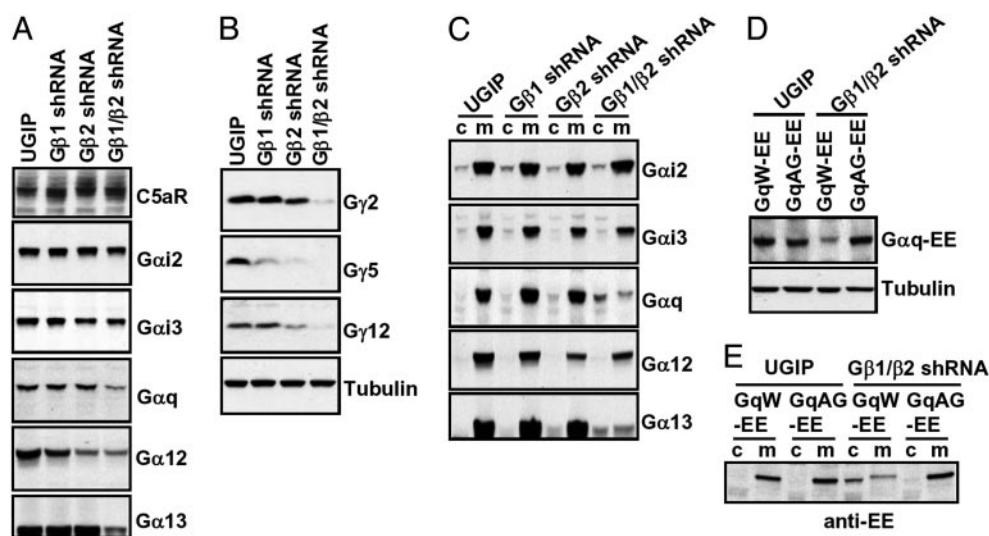 A
UGIP
Gβ1 shRNA
Gβ2 shRNA
Gβ1/β2 shRNA
C5aR
Gαi2
Gαi3
Gαq
Gα12
Gα13
B
UGIP
Gβ1 shRNA
Gβ2 shRNA
Gβ1/β2 shRNA
Gγ2
Gγ5
Gγ12
Tubulin
C
UGIP
Gβ1 shRNA
Gβ2 shRNA
Gβ1/β2 shRNA
c m c m c m c m
Gαi2
Gαi3
Gαq
Gα12
Gα13
D
UGIP
Gβ1/β2 shRNA
GqW-EE
GqAG-EE
GqW-EE
GqAG-EE
Gαq-EE
Tubulin
E
UGIP Gβ1/β2 shRNA
GqW GqAG GqW GqAG
-EE -EE -EE -EE
c m c m c m c m
anti-EE